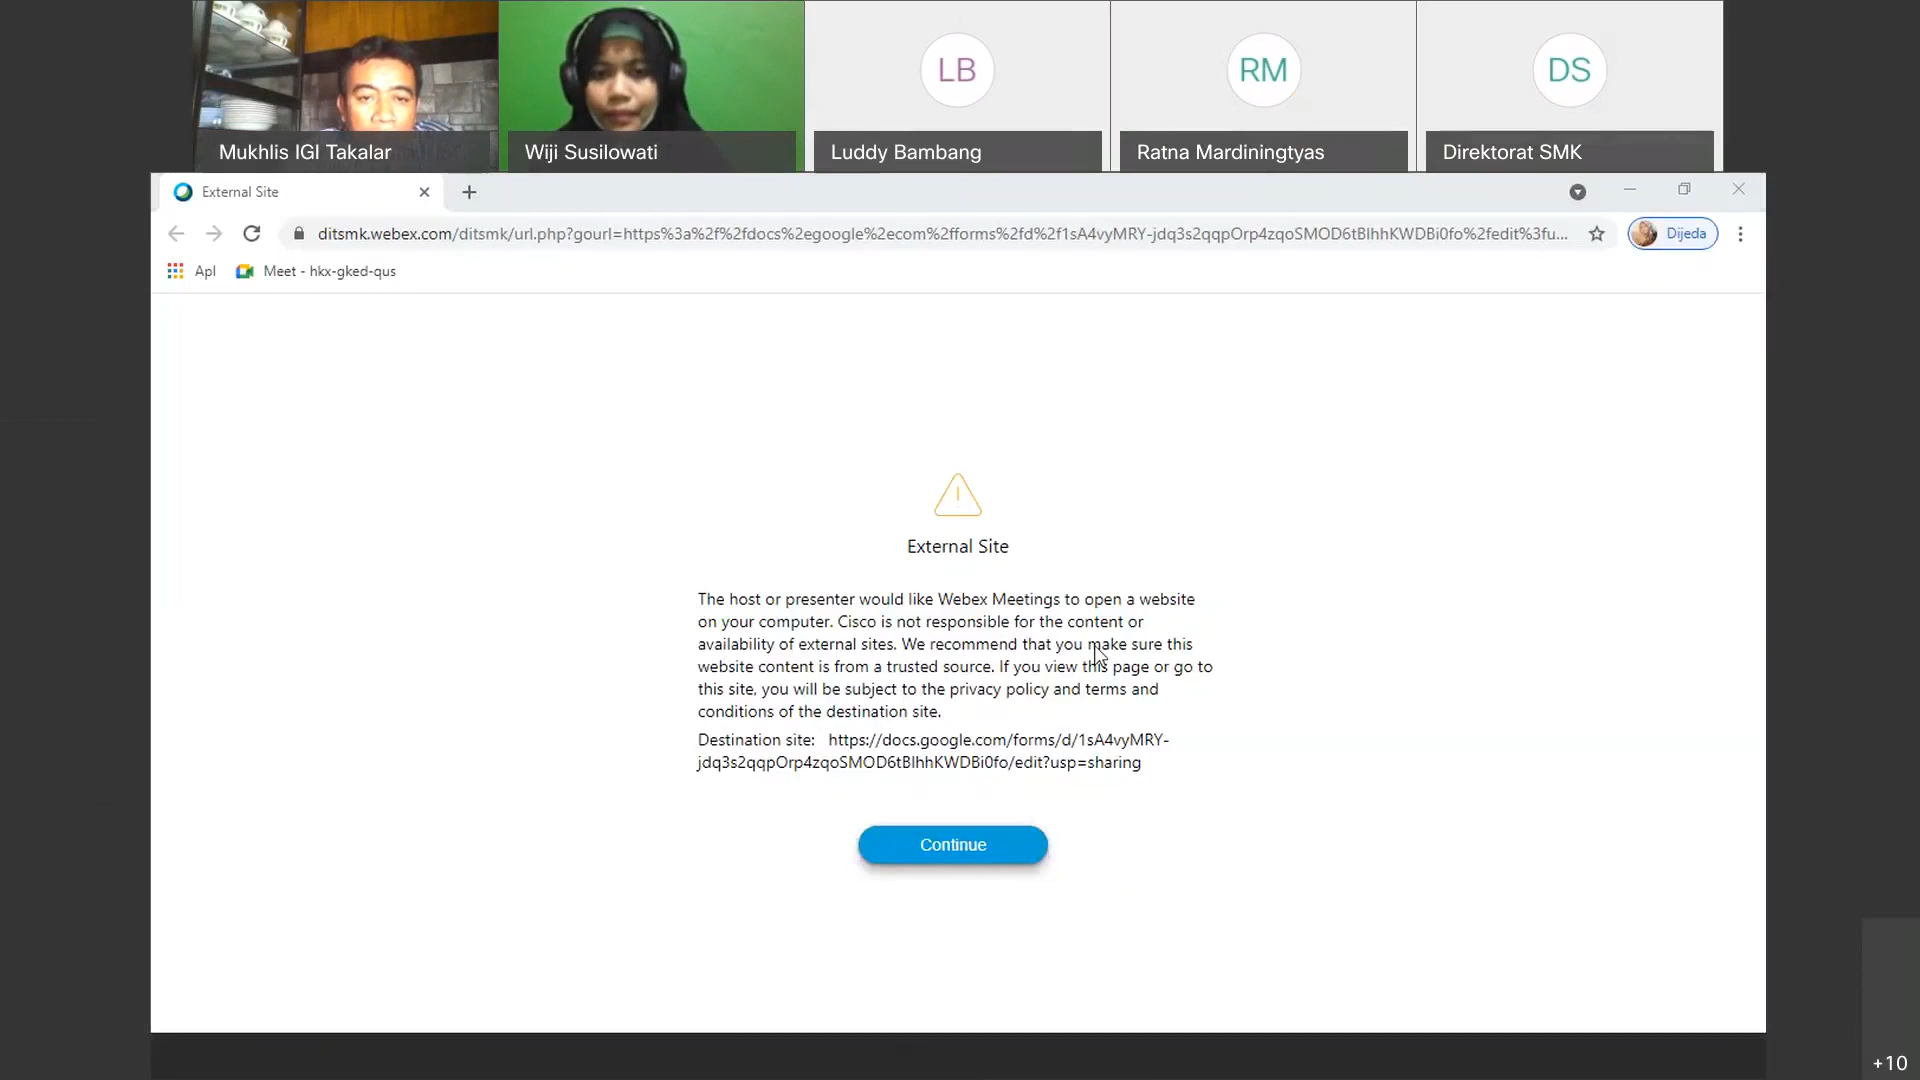 LB
RM
DS
Mukhlis IGI Takalar
Wiji Susilowati
Luddy Bambang
Ratna Mardiningtyas
Direktorat SMK
External Site
ditsmk.webex.com/ditsmk/url.php?gourl=https%3a%2f%2fdocs%2egoogle%2ecom%2fforms%2fd%2f1sA4vyMRY-jdq3s2qqpOrp4zqoSMOD6tBlhhKWDBi0fo%2fedit%3fu...
Dijeda
Apl
Meet - hkx-gked-qus
External Site
The host or presenter would like Webex Meetings to open a website
on your computer. Cisco is not responsible for the content or
availability of external sites. We recommend that you make sure this
website content is from a trusted source. If you view this page or go to
this site, you will be subject to the privacy policy and terms and
conditions of the destination site.
Destination site: https://docs.google.com/forms/d/1sA4vyMRY-
jdq3s2qqpOrp4zqoSMOD6tBlhhKWDBi0fo/edit?usp=sharing
Continue
+10